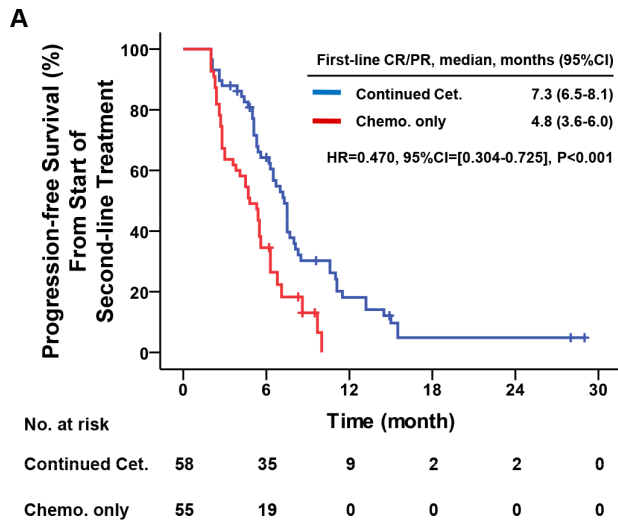 A
Progression-free Survival (%)
From Start of
Second-line Treatment
100
80
60
40
20
0
First-line CR/PR, median, months (95%CI)
Continued Cet. 7.3 (6.5-8.1)
Chemo. only 4.8 (3.6-6.0)
HR=0.470, 95%CI=[0.304-0.725], P<0.001
0 6 12 18 24 30
Time (month)
No. at risk
Continued Cet. 58 35 9 2 2 0
Chemo. only 55 19 0 0 0 0